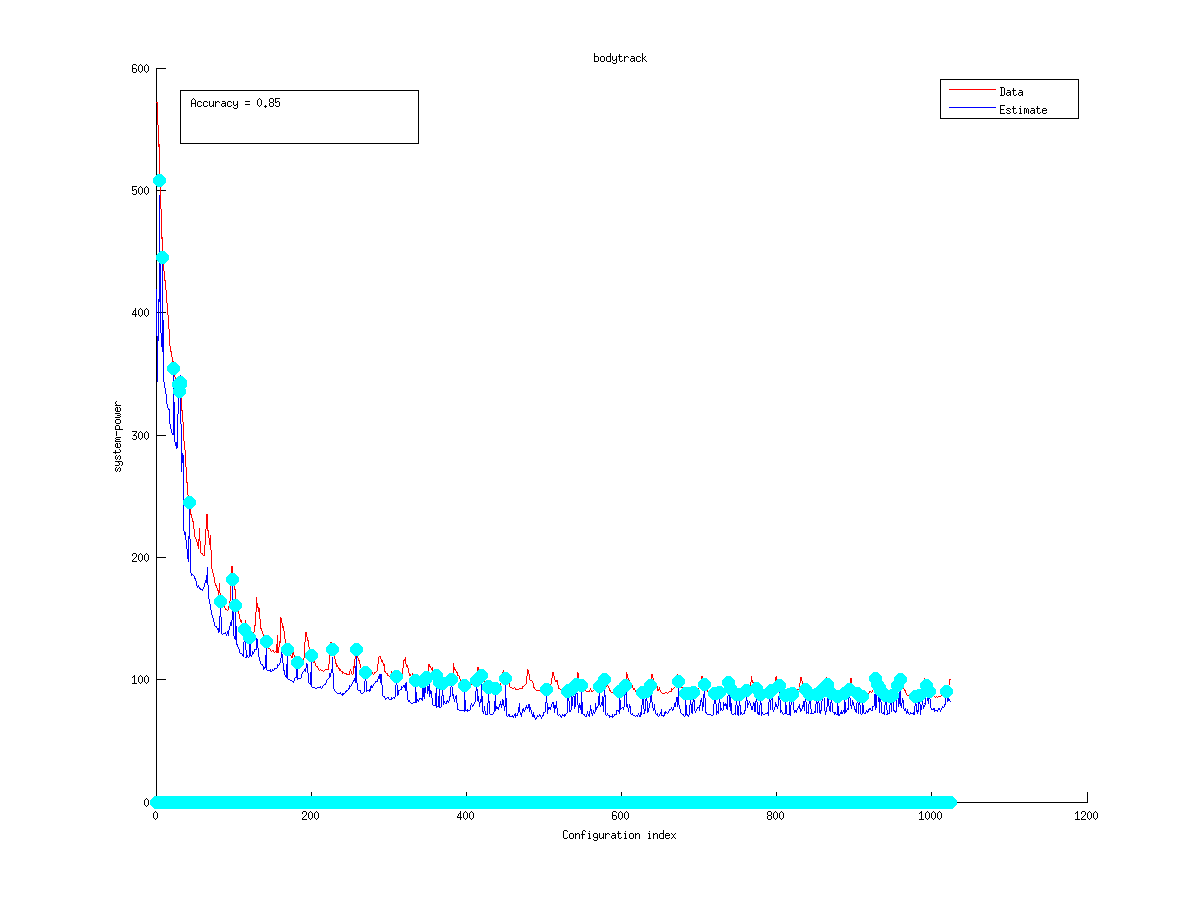 bodytrack
600
Accuracy = 0.85
Data
Estimate
500
400
300
system-power
200
100
0
0 200 400 600 800 1000 1200
Configuration index